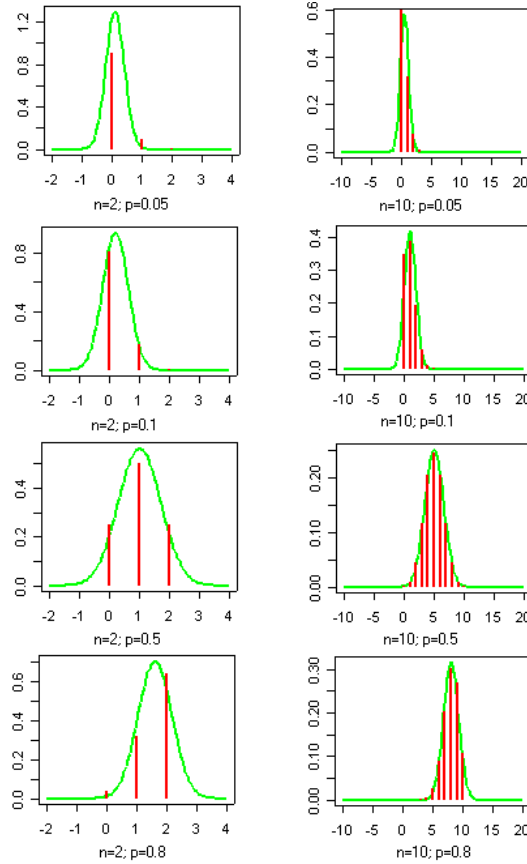 0.0 0.4 0.8 1.2
-2 -1 0 1 2 3 4
n=2; p=0.05
0.0 0.2 0.4 0.6
-10 -5 0 5 10 15 20
n=10; p=0.05
0.0 0.4 0.8
-2 -1 0 1 2 3 4
n=2; p=0.1
0.0 0.1 0.2 0.3 0.4
-10 -5 0 5 10 15 20
n=10; p=0.1
0.0 0.2 0.4
-2 -1 0 1 2 3 4
n=2; p=0.5
0.00 0.10 0.20
-10 -5 0 5 10 15 20
n=10; p=0.5
0.0 0.2 0.4 0.6
-2 -1 0 1 2 3 4
n=2; p=0.8
0.00 0.10 0.20 0.30
-10 -5 0 5 10 15 20
n=10; p=0.8